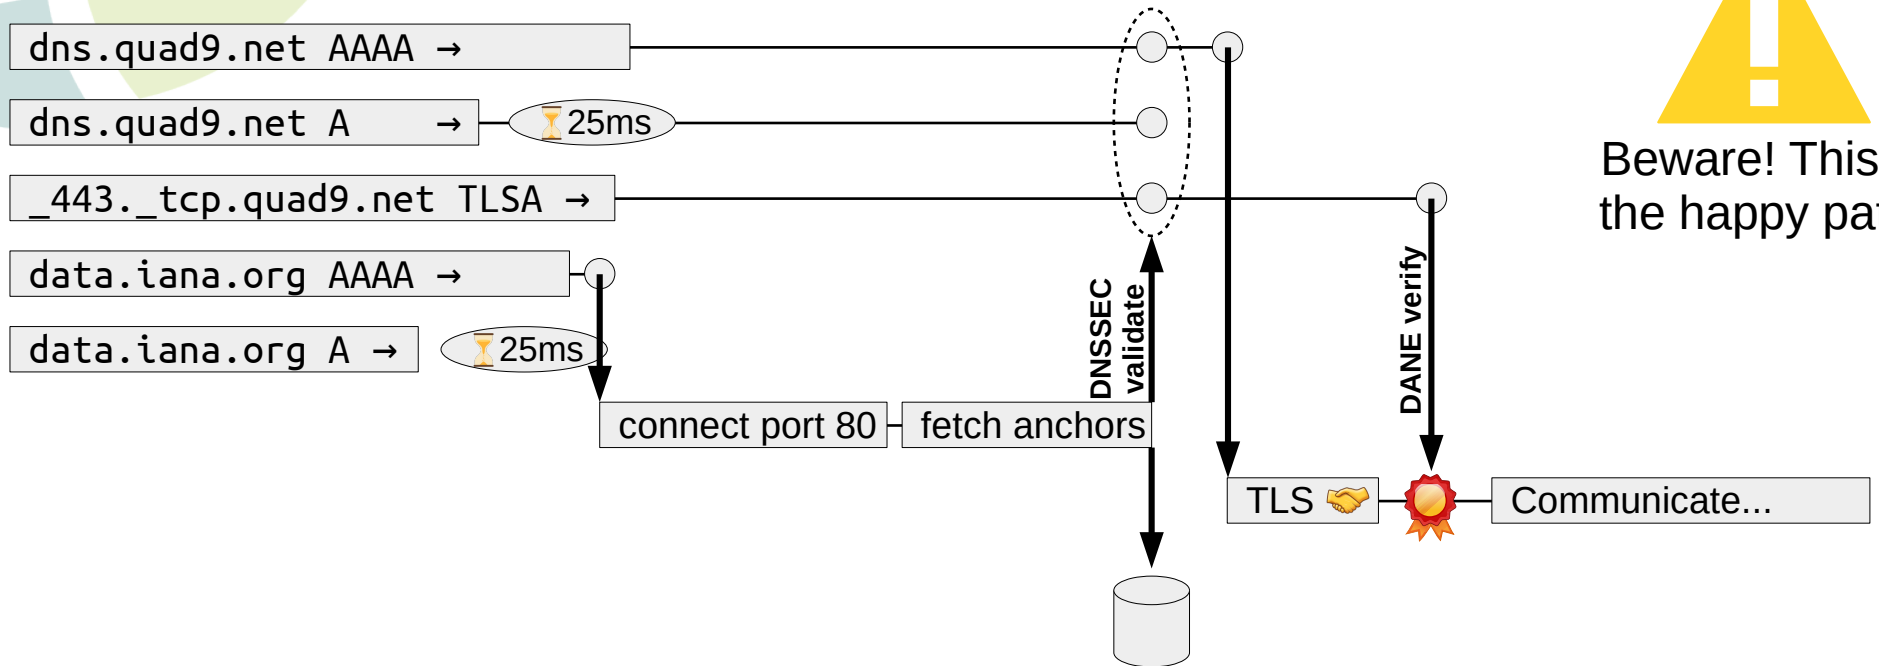 dns.quad9.net AAAA →
dns.quad9.net A →
25ms
_443._tcp.quad9.net TLSA →
data.iana.org AAAA →
data.iana.org A →
25ms
Beware! This
the happy
DNSSEC
validate
DANE verify
connect port 80
fetch anchors
TLS
Communicate...